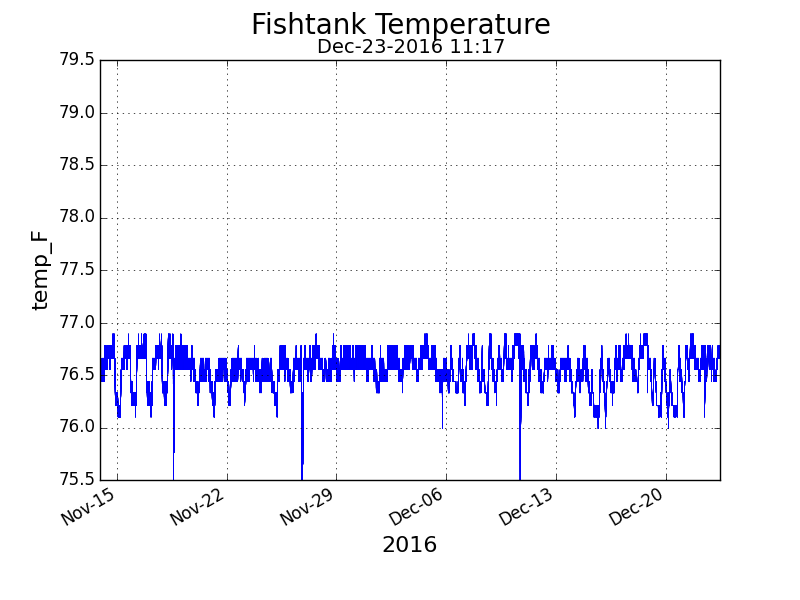 Fishtank Temperature
Dec-23-2016 11:17
79.5
79.0
78.5
78.0
77.5
77.0
76.5
76.0
75.5
temp_F
Nov-15
Nov-22
Nov-29
Dec-06
Dec-13
Dec-20
2016